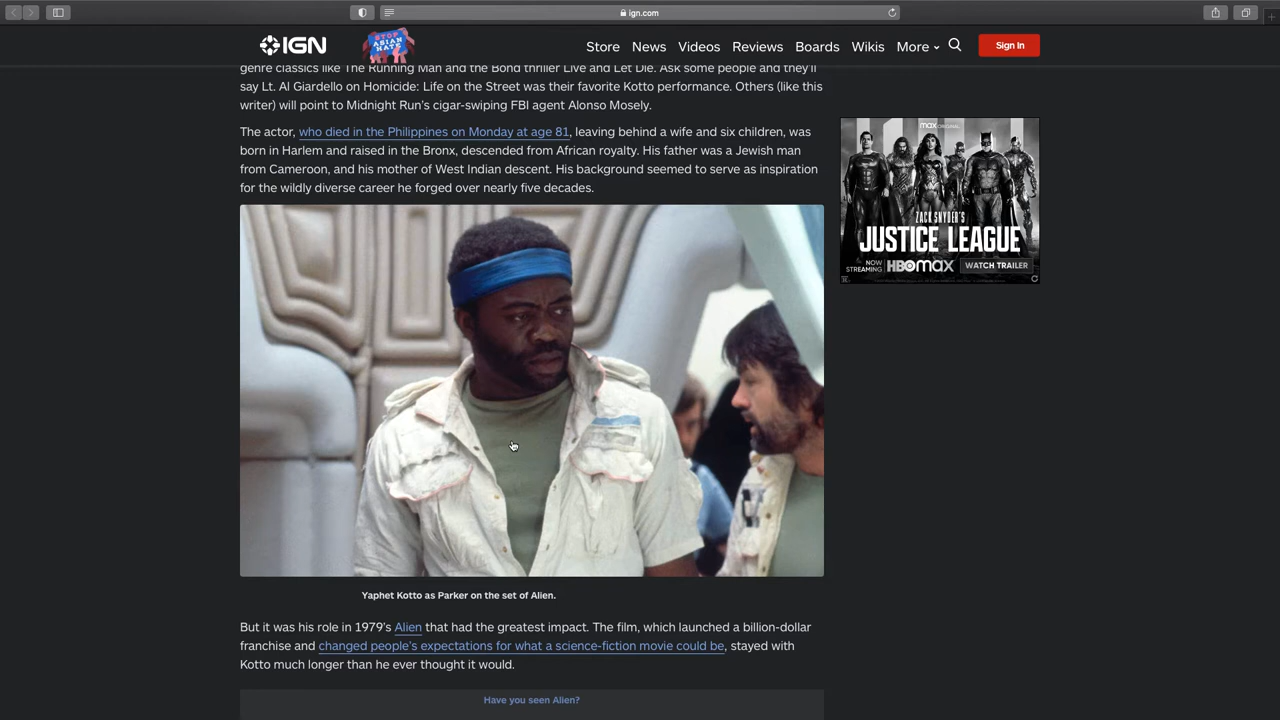 ign.com
IGN
STOP
ASIAN
HATE
Store
News
Videos
Reviews
Boards
Wikis
More
Sign In
genre classics like The Running Man and the Bond thriller Live and Let Die. Ask some people and they'll
say Lt. Al Giardello on Homicide: Life on the Street was their favorite Kotto performance. Others (like this
writer) will point to Midnight Run's cigar-swiping FBI agent Alonso Mosely.
The actor, who died in the Philippines on Monday at age 81, leaving behind a wife and six children, was
born in Harlem and raised in the Bronx, descended from African royalty. His father was a Jewish man
from Cameroon, and his mother of West Indian descent. His background seemed to serve as inspiration
for the wildly diverse career he forged over nearly five decades.
max ORIGINAL
ZACK SNYDER'S
JUSTICE LEAGUE
NOW
STREAMING
HBOmax
WATCH TRAILER
Yaphet Kotto as Parker on the set of Alien.
But it was his role in 1979's Alien that had the greatest impact. The film, which launched a billion-dollar
franchise and changed people's expectations for what a science-fiction movie could be, stayed with
Kotto much longer than he ever thought it would.
Have you seen Alien?